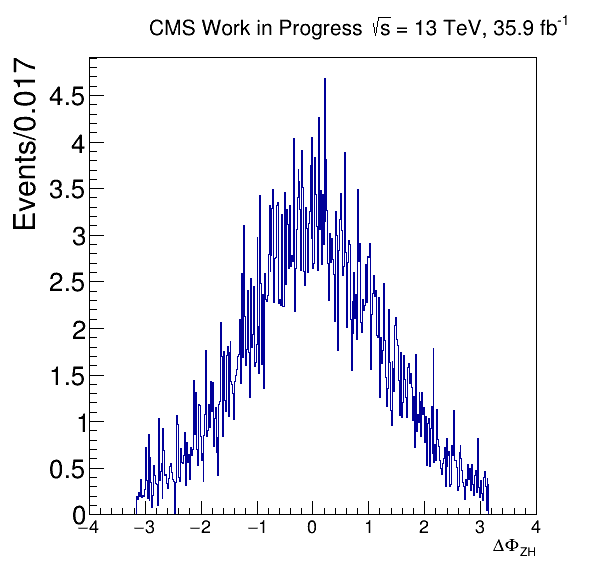 CMS Work in Progress √s = 13 TeV, 35.9 fb⁻¹
Events/0.017
4.5
4
3.5
3
2.5
2
1.5
1
0.5
0
−4 −3 −2 −1 0 1 2 3 4
ΔΦ_ZH